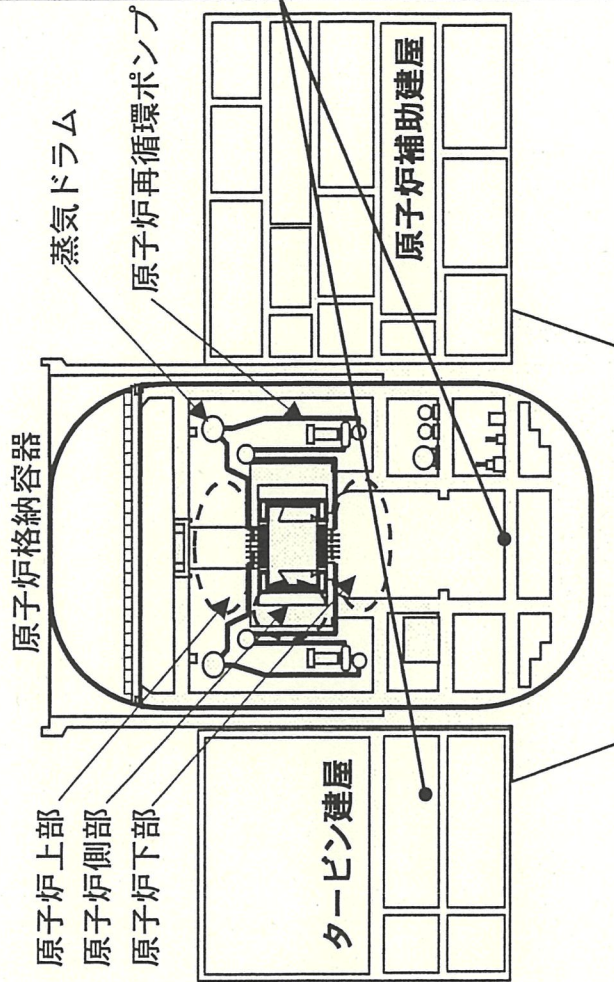 原子炉格納容器
原子炉上部
原子炉側部
原子炉下部
蒸気ドラム
原子炉再循環ポンプ
タービン建屋
原子炉補助建屋